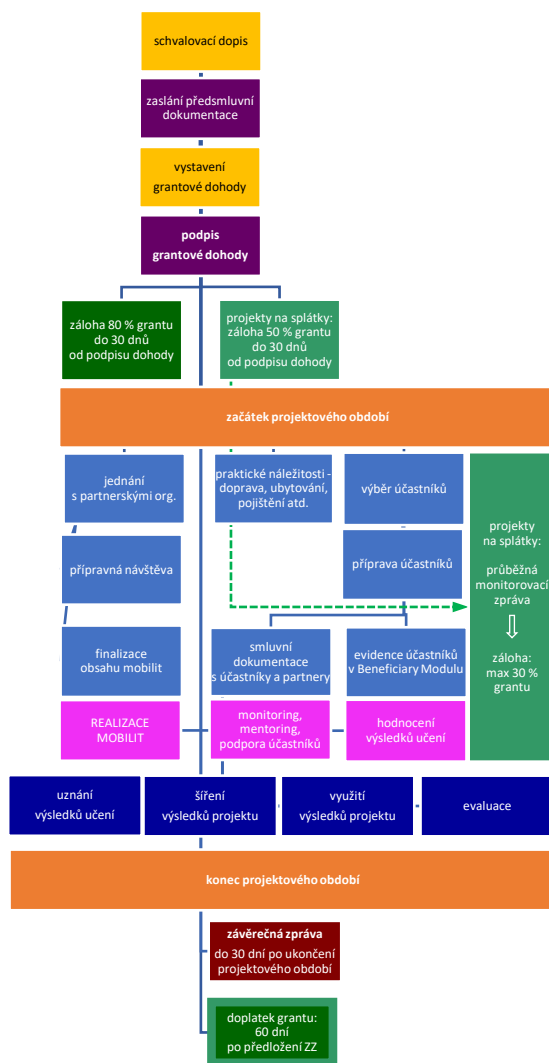 schvalovací dopis
zaslání předsmluvní
dokumentace
vystavení
grantové dohody
podpis
grantové dohody
záloha 80 % grantu
do 30 dnů
od podpisu dohody
projekty na splátky:
záloha 50 % grantu
do 30 dnů
od podpisu dohody
začátek projektového období
jednání
s partnerskými org.
praktické náležitosti -
doprava, ubytování,
pojištění atd.
výběr účastníků
přípravná návštěva
příprava účastníků
projekty
na splátky:
průběžná
monitorovací
zpráva
záloha:
max 30 %
grantu
finalizace
obsahu mobilit
smluvní
dokumentace
s účastníky a partnery
evidence účastníků
v Beneficiary Modulu
REALIZACE
MOBILIT
monitoring,
mentoring,
podpora účastníků
hodnocení
výsledků učení
uznání
výsledků učení
šíření
výsledků projektu
využití
výsledků projektu
evaluace
konec projektového období
závěrečná zpráva
do 30 dní po ukončení
projektového období
doplatek grantu:
60 dní
po předložení ZZ